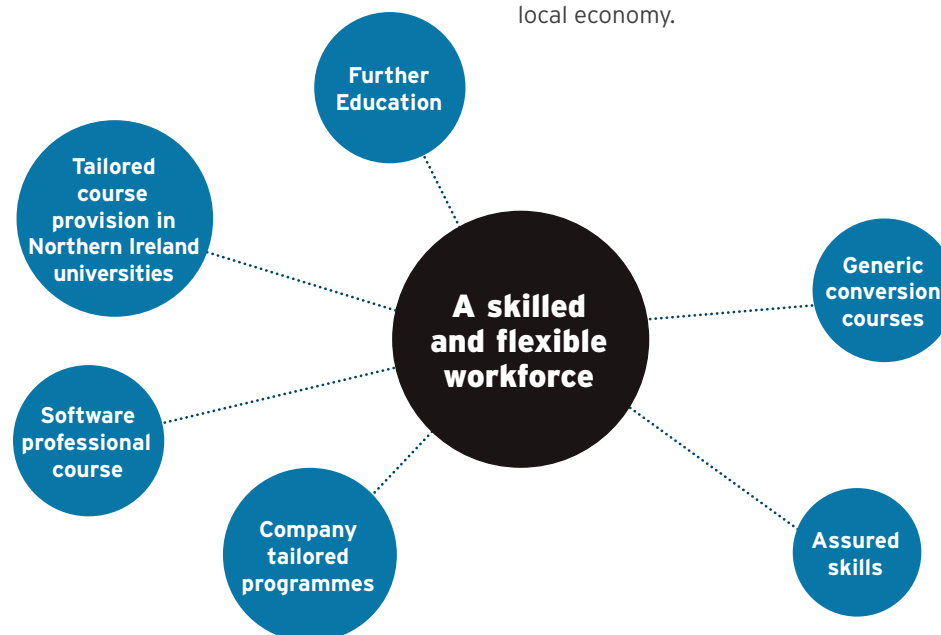 local economy.
Further
Education
Tailored
course
provision in
Northern Ireland
universities
Generic
conversion
courses
A skilled
and flexible
workforce
Software
professional
course
Company
tailored
programmes
Assured
skills